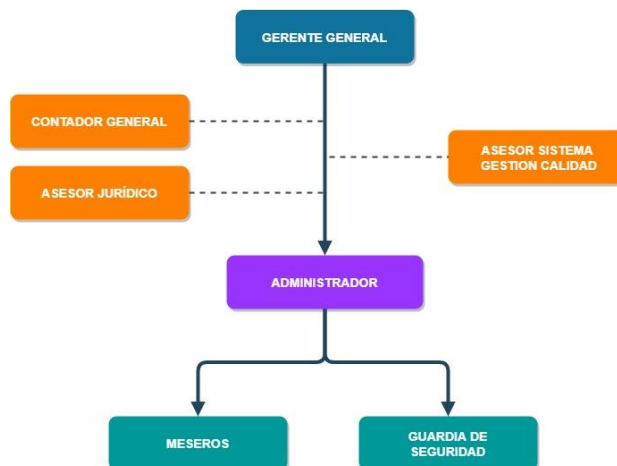 GERENTE GENERAL
CONTADOR GENERAL
ASESOR SISTEMA
GESTION CALIDAD
ASESOR JURÍDICO
ADMINISTRADOR
MESEROS
GUARDIA DE
SEGURIDAD